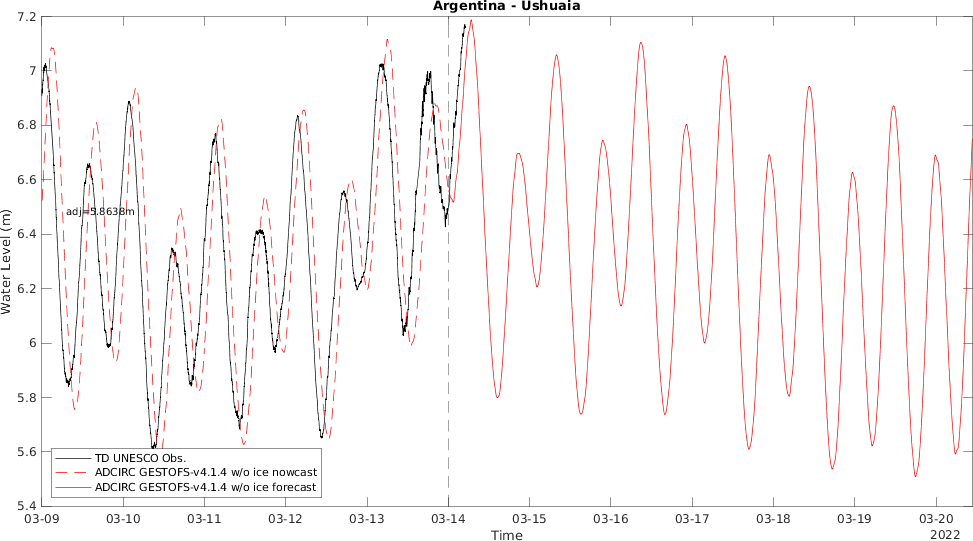 Argentina - Ushuaia
7.2
7
6.8
6.6
6.4
6.2
6
5.8
5.6
5.4
Water Level (m)
adj=5.8638m
TD UNESCO Obs.
ADCIRC GESTOFS-v4.1.4 w/o ice nowcast
ADCIRC GESTOFS-v4.1.4 w/o ice forecast
03-09 03-10 03-11 03-12 03-13 03-14 03-15 03-16 03-17 03-18 03-19 03-20
Time
2022